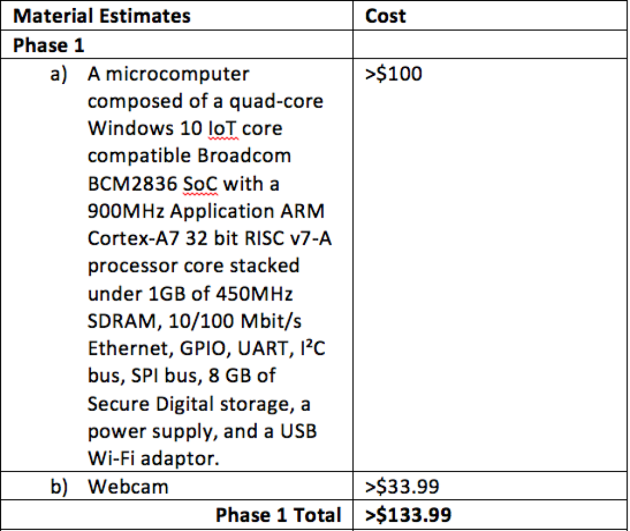 Material Estimates Cost
Phase 1
a) A microcomputer >$100
composed of a quad-core
Windows 10 IoT core
compatible Broadcom
BCM2836 SoC with a
900MHz Application ARM
Cortex-A7 32 bit RISC v7-A
processor core stacked
under 1GB of 450MHz
SDRAM, 10/100 Mbit/s
Ethernet, GPIO, UART, I²C
bus, SPI bus, 8 GB of
Secure Digital storage, a
power supply, and a USB
Wi-Fi adaptor.
b) Webcam >$33.99
Phase 1 Total >$133.99